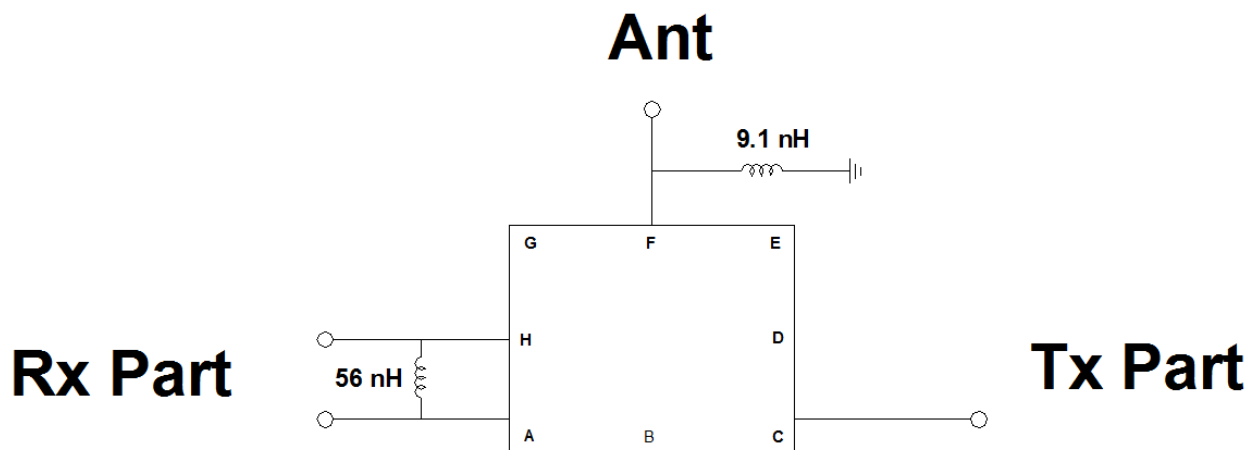 Ant
9.1 nH
G F E
H D
Rx Part 56 nH Tx Part
A B C